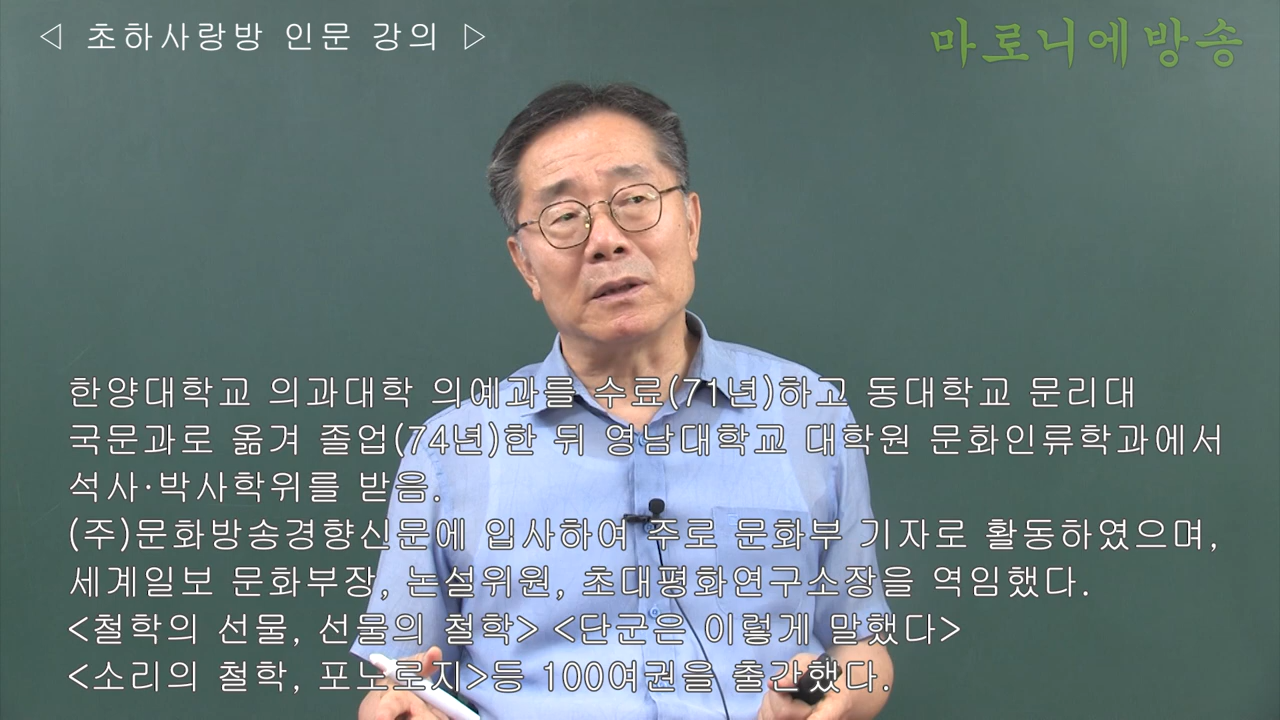 ◁ 초하사랑방 인문 강의 ▷
마로니에방송
한양대학교 의과대학 의예과를 수료(71년)하고 동대학교 문리대
국문과로 옮겨 졸업(74년)한 뒤 영남대학교 대학원 문화인류학과에서
석사·박사학위를 받음.
(주)문화방송경향신문에 입사하여 주로 문화부 기자로 활동하였으며,
세계일보 문화부장, 논설위원, 초대평화연구소장을 역임했다.
<철학의 선물, 선물의 철학> <단군은 이렇게 말했다>
<소리의 철학, 포노로지>등 100여권을 출간했다.